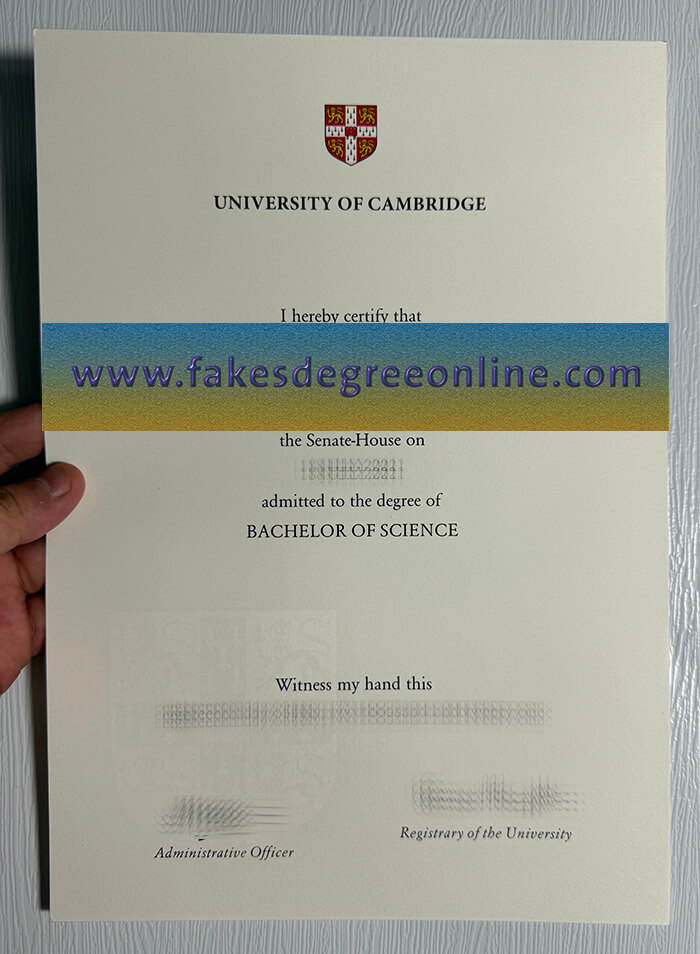 UNIVERSITY OF CAMBRIDGE
I hereby certify that
www.fakesdegreeonline.com
the Senate-House on
admitted to the degree of
BACHELOR OF SCIENCE
Witness my hand this
Administrative Officer
Registrary of the University